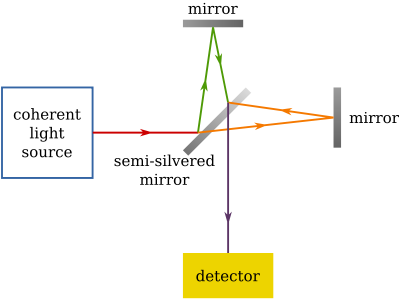 mirror
coherent
light
source
mirror
semi-silvered
mirror
detector